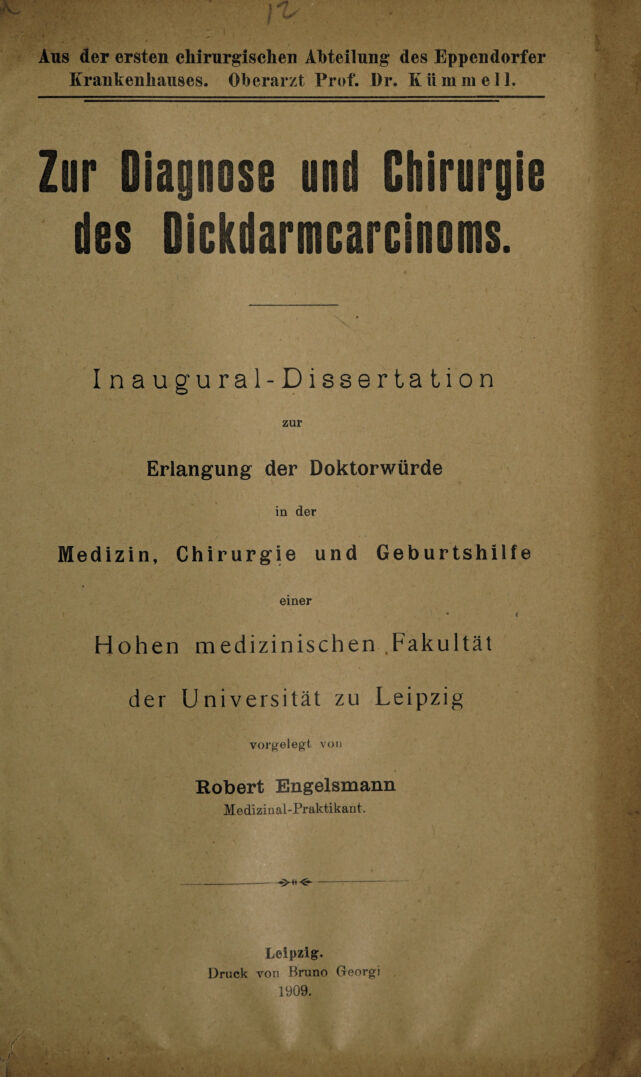 12
Aus der ersten chirurgischen Abteilung des Eppendorfer
Krankenhauses. Oberarzt Prof. Dr. Kümmell.
Zur Diagnose und Chirurgie
des Dickdarmcarcinoms.
Inaugural-Dissertation
zur
Erlangung der Doktorwürde
in der
Medizin, Chirurgie und Geburtshilfe
einer
Hohen medizinischen Fakultät
der Universität zu Leipzig
vorgelegt von
Robert Engelsmann
Medizinal-Praktikant.
Leipzig.
Druck von Bruno Georgi
1909.